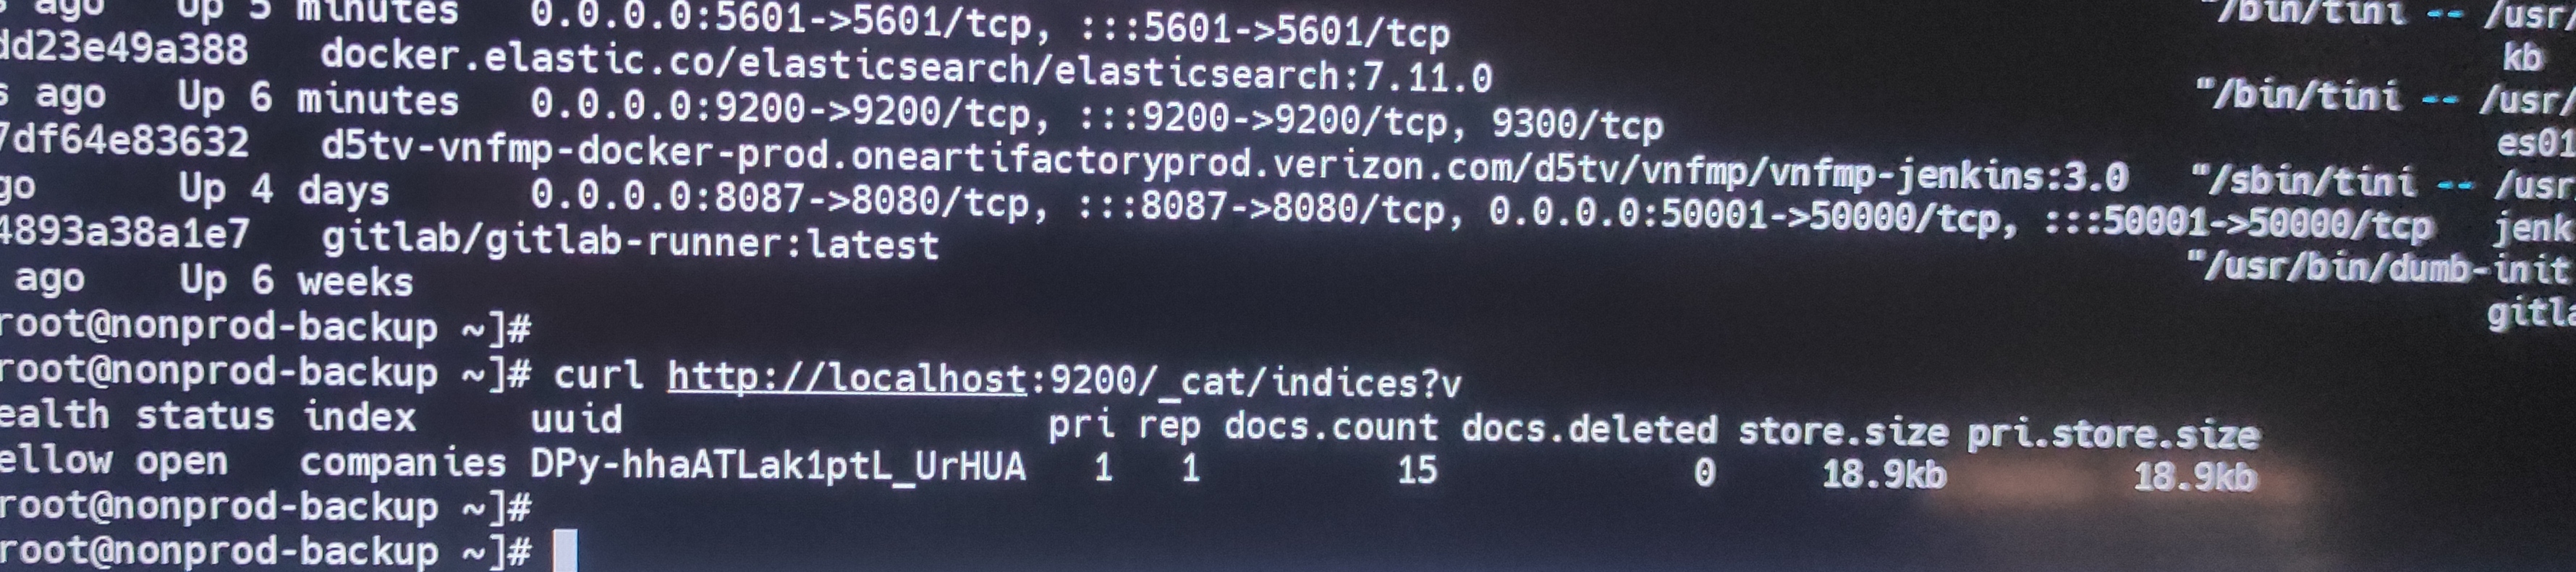 ago Up 5 minutes 0.0.0.0:5601->5601/tcp, :::5601->5601/tcp "/bin/tini -- /usr/
kb
dd23e49a388 docker.elastic.co/elasticsearch/elasticsearch:7.11.0 "/bin/tini -- /usr/
s ago Up 6 minutes 0.0.0.0:9200->9200/tcp, :::9200->9200/tcp, 9300/tcp es01
7df64e83632 d5tv-vnfmp-docker-prod.oneartifactoryprod.verizon.com/d5tv/vnfmp/vnfmp-jenkins:3.0 "/sbin/tini -- /usr
go Up 4 days 0.0.0.0:8087->8080/tcp, :::8087->8080/tcp, 0.0.0.0:50001->50000/tcp, :::50001->50000/tcp jenk
4893a38a1e7 gitlab/gitlab-runner:latest "/usr/bin/dumb-init
ago Up 6 weeks gitla
root@nonprod-backup ~]#
root@nonprod-backup ~]# curl http://localhost:9200/_cat/indices?v
ealth status index uuid pri rep docs.count docs.deleted store.size pri.store.size
ellow open companies DPy-hhaATLak1ptL_UrHUA 1 1 15 0 18.9kb 18.9kb
root@nonprod-backup ~]#
root@nonprod-backup ~]#